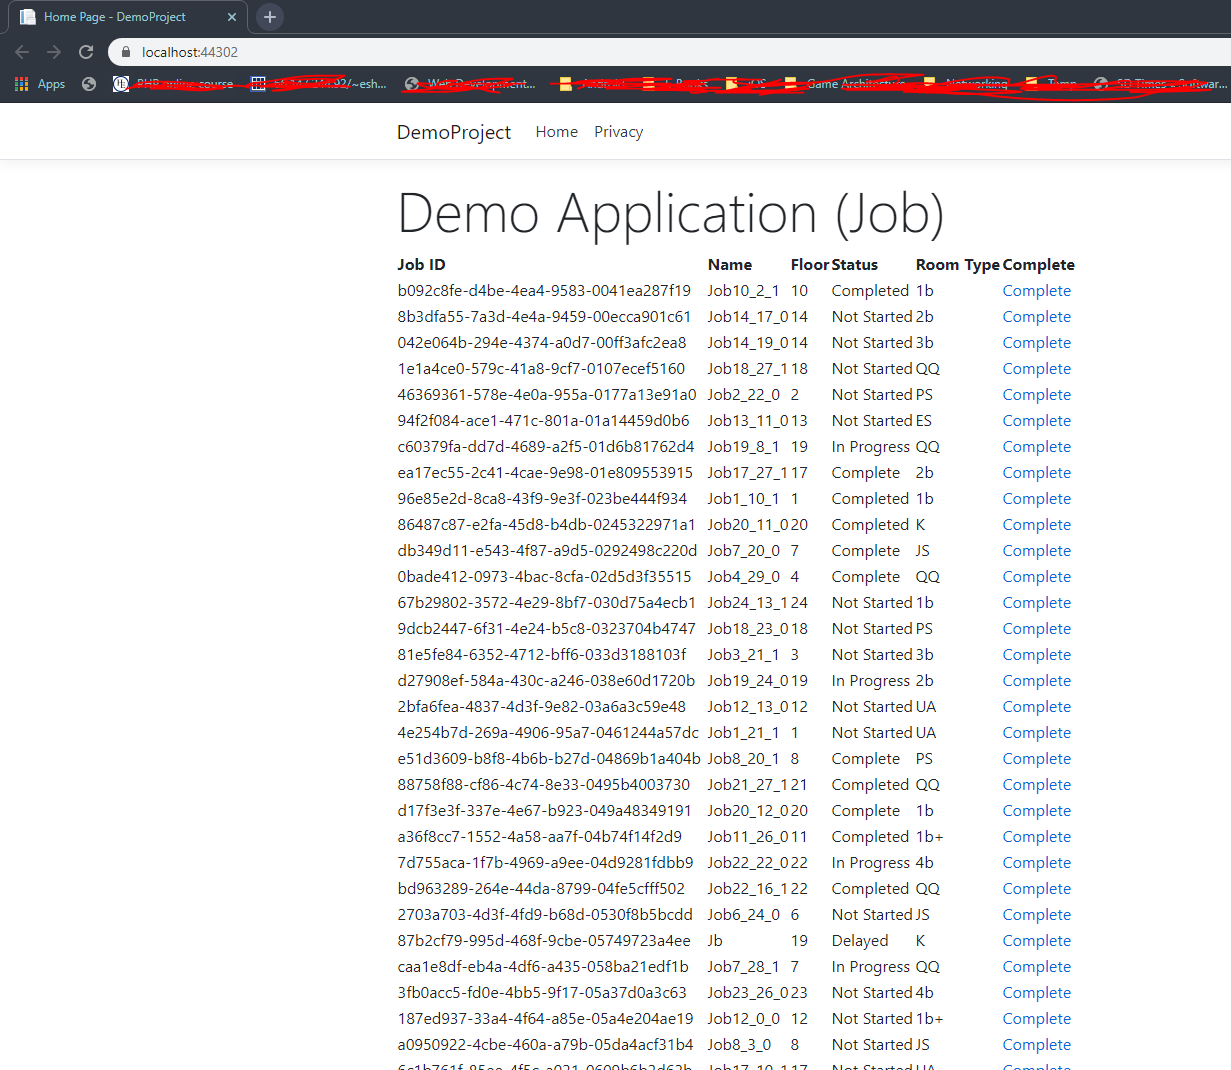 Home Page - DemoProject
localhost:44302
Apps
DemoProject Home Privacy
Demo Application (Job)
Job ID Name Floor Status Room Type Complete
b092c8fe-d4be-4ea4-9583-0041ea287f19 Job10_2_1 10 Completed 1b Complete
8b3dfa55-7a3d-4e4a-9459-00ecca901c61 Job14_17_0 14 Not Started 2b Complete
042e064b-294e-4374-a0d7-00ff3afc2ea8 Job14_19_0 14 Not Started 3b Complete
1e1a4ce0-579c-41a8-9cf7-0107ecef5160 Job18_27_1 18 Not Started QQ Complete
46369361-578e-4e0a-955a-0177a13e91a0 Job2_22_0 2 Not Started PS Complete
94f2f084-ace1-471c-801a-01a14459d0b6 Job13_11_0 13 Not Started ES Complete
c60379fa-dd7d-4689-a2f5-01d6b81762d4 Job19_8_1 19 In Progress QQ Complete
ea17ec55-2c41-4cae-9e98-01e809553915 Job17_27_1 17 Complete 2b Complete
96e85e2d-8ca8-43f9-9e3f-023be444f934 Job1_10_1 1 Completed 1b Complete
86487c87-e2fa-45d8-b4db-0245322971a1 Job20_11_0 20 Completed K Complete
db349d11-e543-4f87-a9d5-0292498c220d Job7_20_0 7 Complete JS Complete
0bade412-0973-4bac-8cfa-02d5d3f35515 Job4_29_0 4 Complete QQ Complete
67b29802-3572-4e29-8bf7-030d75a4ecb1 Job24_13_1 24 Not Started 1b Complete
9dcb2447-6f31-4e24-b5c8-0323704b4747 Job18_23_0 18 Not Started PS Complete
81e5fe84-6352-4712-bff6-033d3188103f Job3_21_1 3 Not Started 3b Complete
d27908ef-584a-430c-a246-038e60d1720b Job19_24_0 19 In Progress 2b Complete
2bfa6fea-4837-4d3f-9e82-03a6a3c59e48 Job12_13_0 12 Not Started UA Complete
4e254b7d-269a-4906-95a7-0461244a57dc Job1_21_1 1 Not Started UA Complete
e51d3609-b8f8-4b6b-b27d-04869b1a404b Job8_20_1 8 Complete PS Complete
88758f88-cf86-4c74-8e33-0495b4003730 Job21_27_1 21 Completed QQ Complete
d17f3e3f-337e-4e67-b923-049a48349191 Job20_12_0 20 Complete 1b Complete
a36f8cc7-1552-4a58-aa7f-04b74f14f2d9 Job11_26_0 11 Completed 1b+ Complete
7d755aca-1f7b-4969-a9ee-04d9281fdbb9 Job22_22_0 22 In Progress 4b Complete
bd963289-264e-44da-8799-04fe5cfff502 Job22_16_1 22 Completed QQ Complete
2703a703-4d3f-4fd9-b68d-0530f8b5bcdd Job6_24_0 6 Not Started JS Complete
87b2cf79-995d-468f-9cbe-05749723a4ee Jb 19 Delayed K Complete
caa1e8df-eb4a-4df6-a435-058ba21edf1b Job7_28_1 7 In Progress QQ Complete
3fb0acc5-fd0e-4bb5-9f17-05a37d0a3c63 Job23_26_0 23 Not Started 4b Complete
187ed937-33a4-4f64-a85e-05a4e204ae19 Job12_0_0 12 Not Started 1b+ Complete
a0950922-4cbe-460a-a79b-05da4acf31b4 Job8_3_0 8 Not Started JS Complete